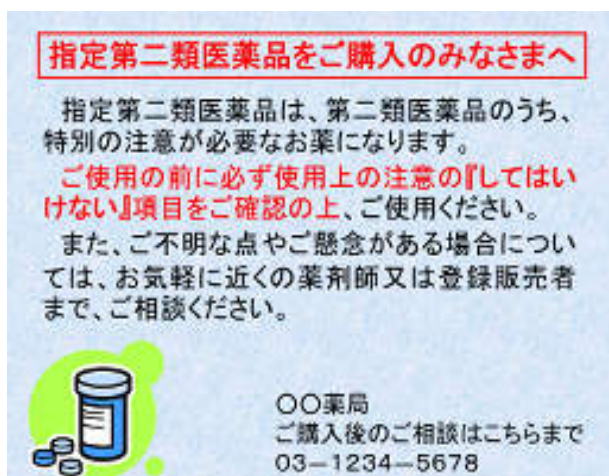 指定第二類医薬品をご購入のみなさまへ
指定第二類医薬品は、第二類医薬品のうち、
特別の注意が必要なお薬になります。
ご使用の前に必ず使用上の注意の『してはい
けない』項目をご確認の上、ご使用ください。
また、ご不明な点やご懸念がある場合につい
ては、お気軽に近くの薬剤師又は登録販売者
まで、ご相談ください。
〇〇薬局
ご購入後のご相談はこちらまで
03－1234－5678